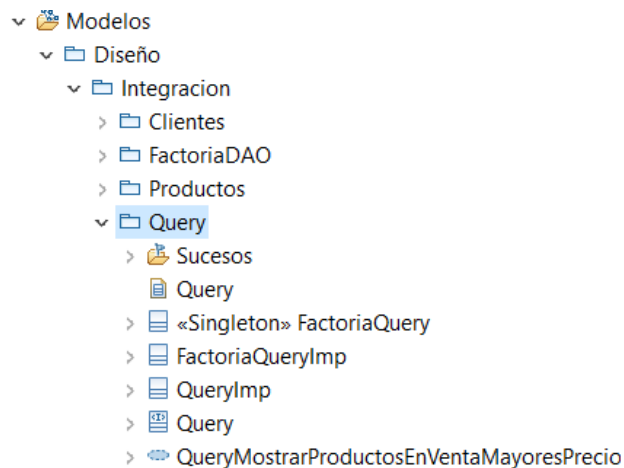 Modelos
Diseño
Integracion
Clientes
FactoriaDAO
Productos
Query
Sucesos
Query
«Singleton» FactoriaQuery
FactoriaQueryImp
QueryImp
Query
QueryMostrarProductosEnVentaMayoresPrecio